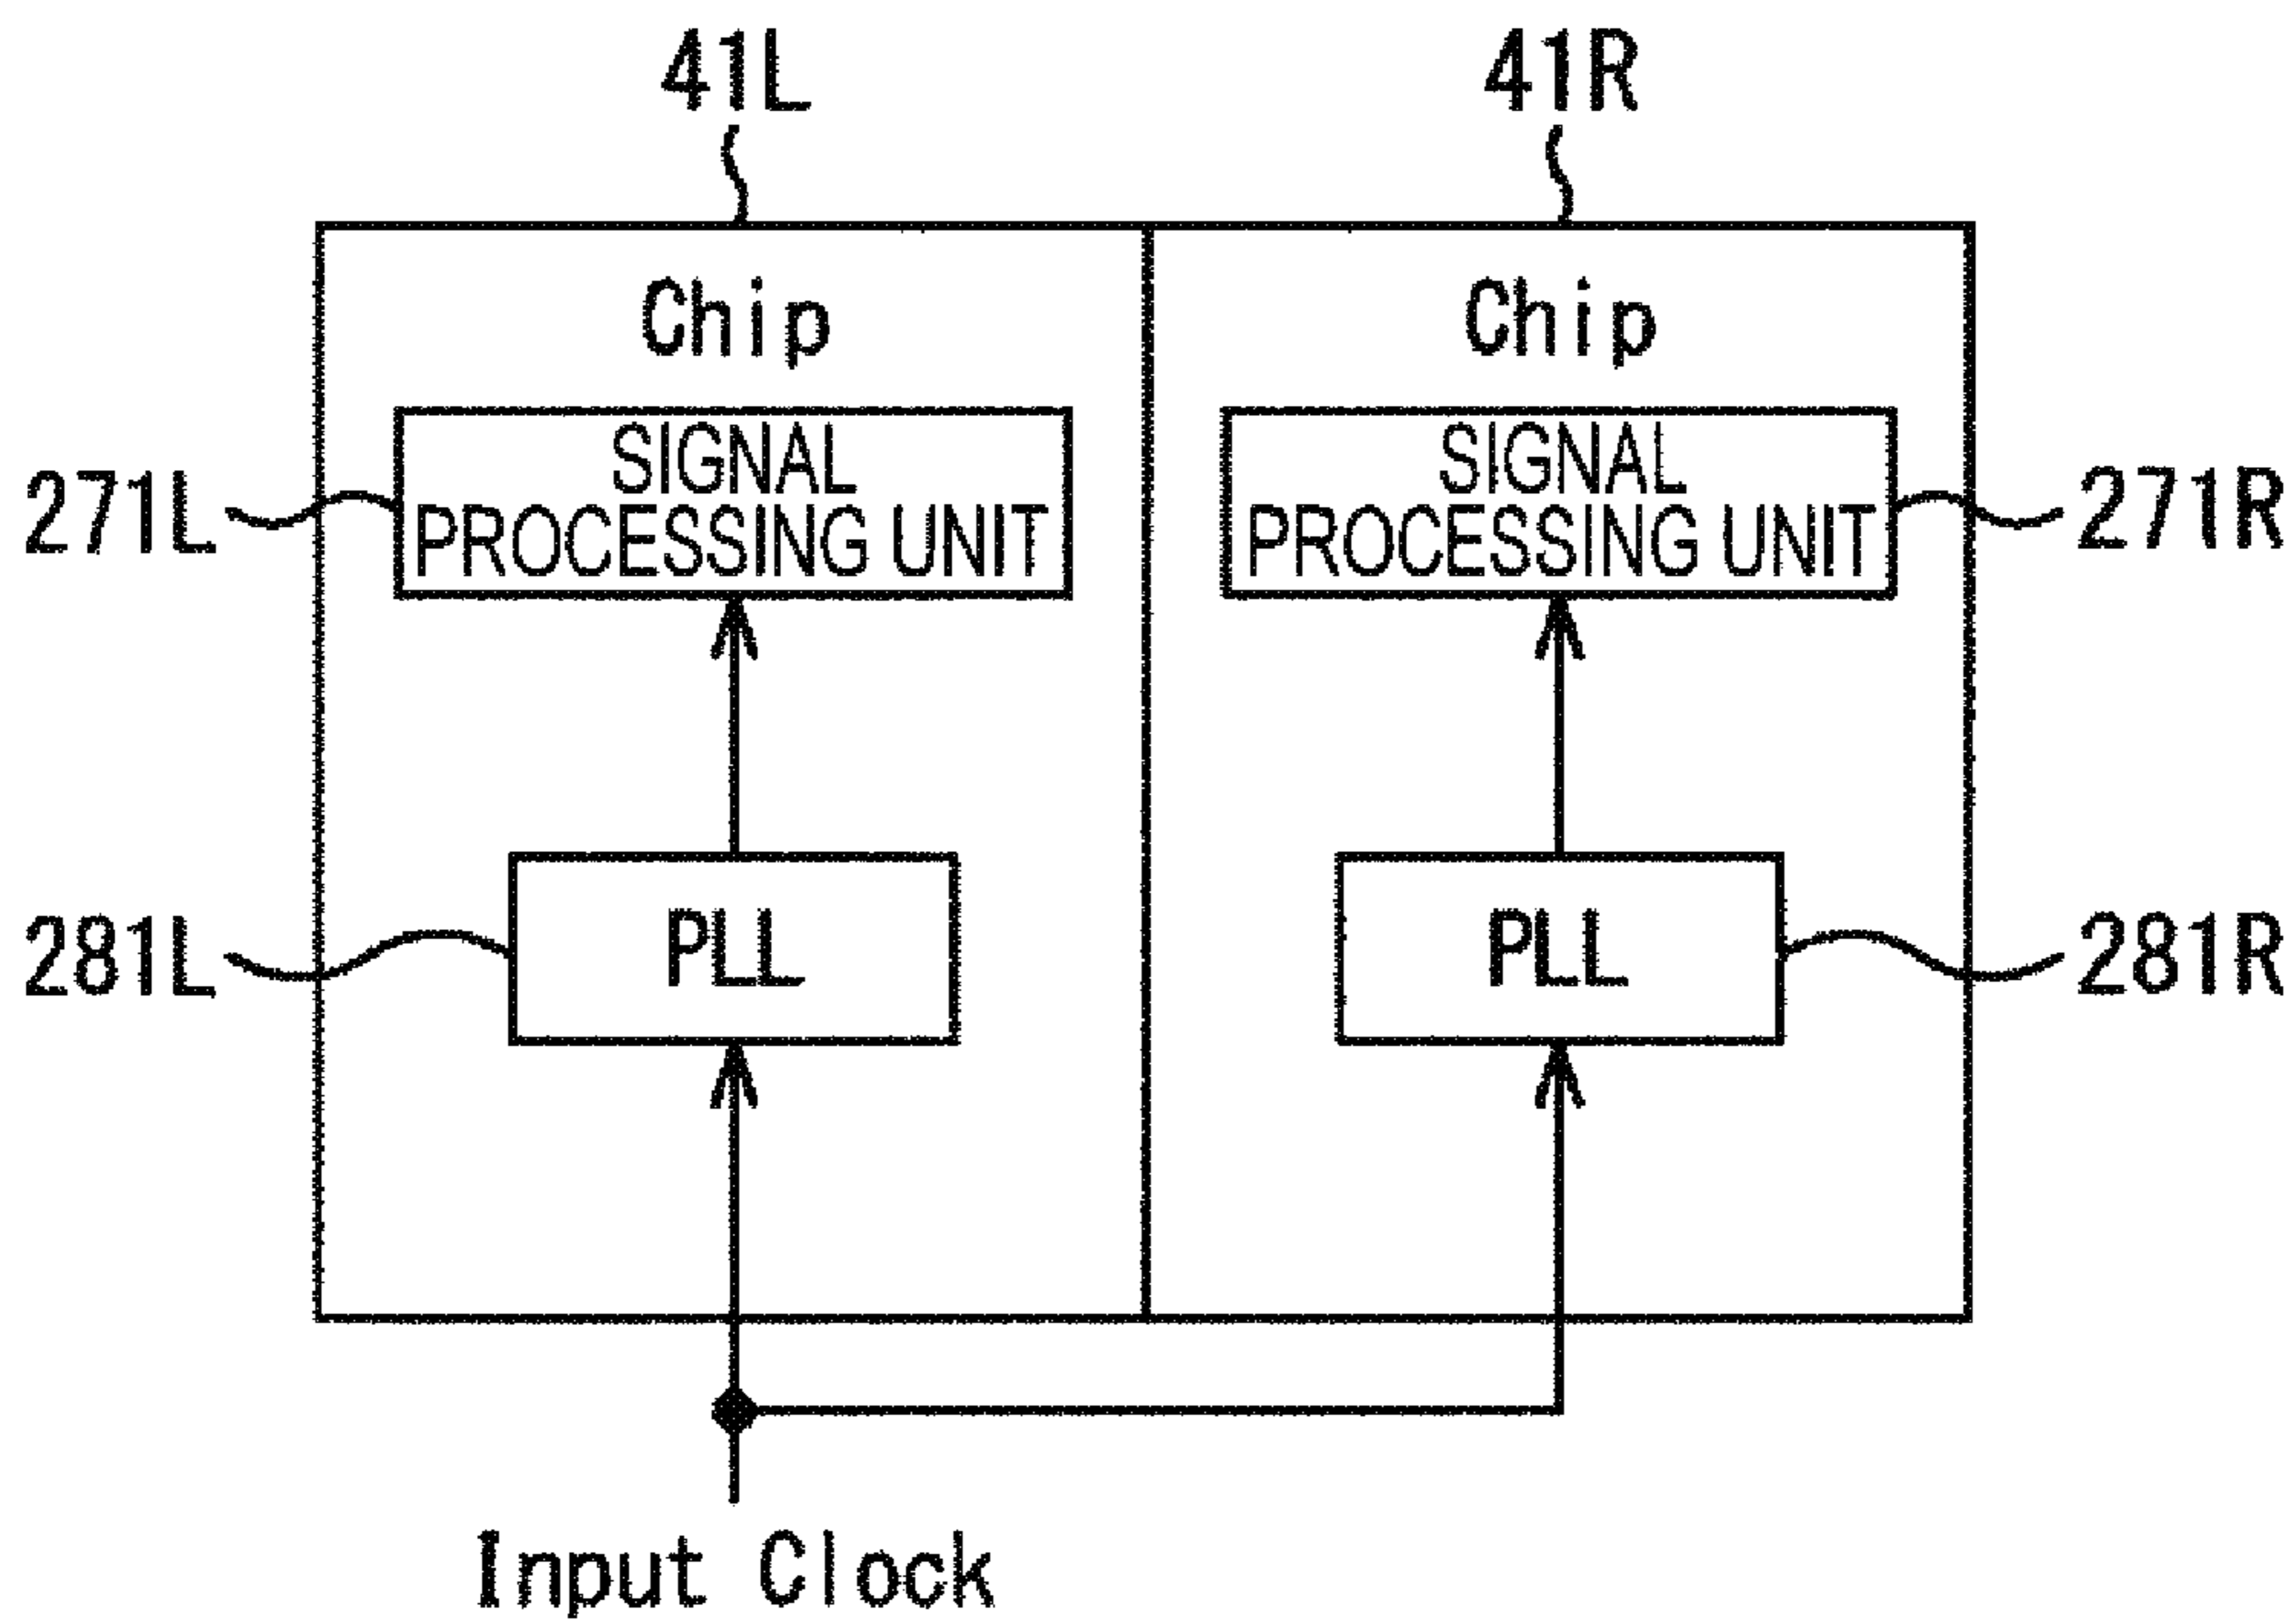 41L 41R
Chip Chip
271L SIGNAL PROCESSING UNIT
SIGNAL PROCESSING UNIT 271R
281L PLL PLL 281R
Input Clock